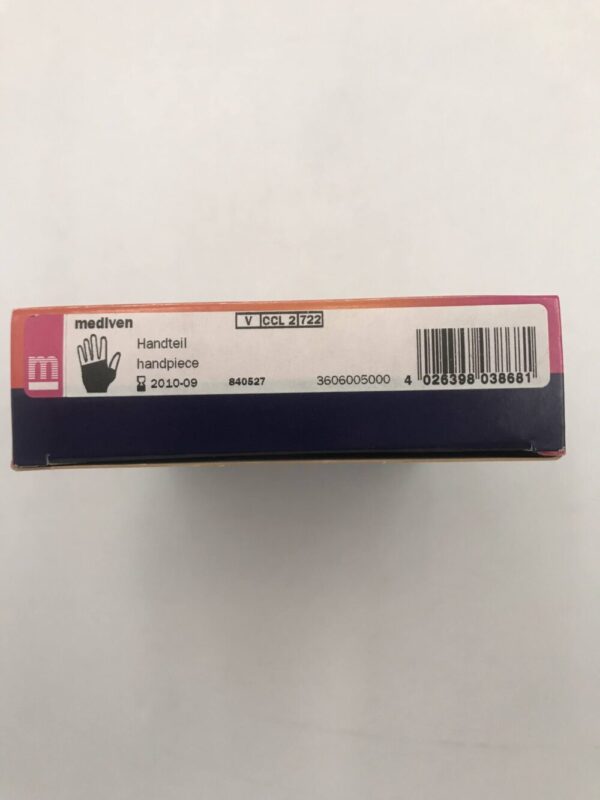 mediven
V CCL 2 722
Handteil
handpiece
2010-09 840527 3606005000
4 026398 038681
m